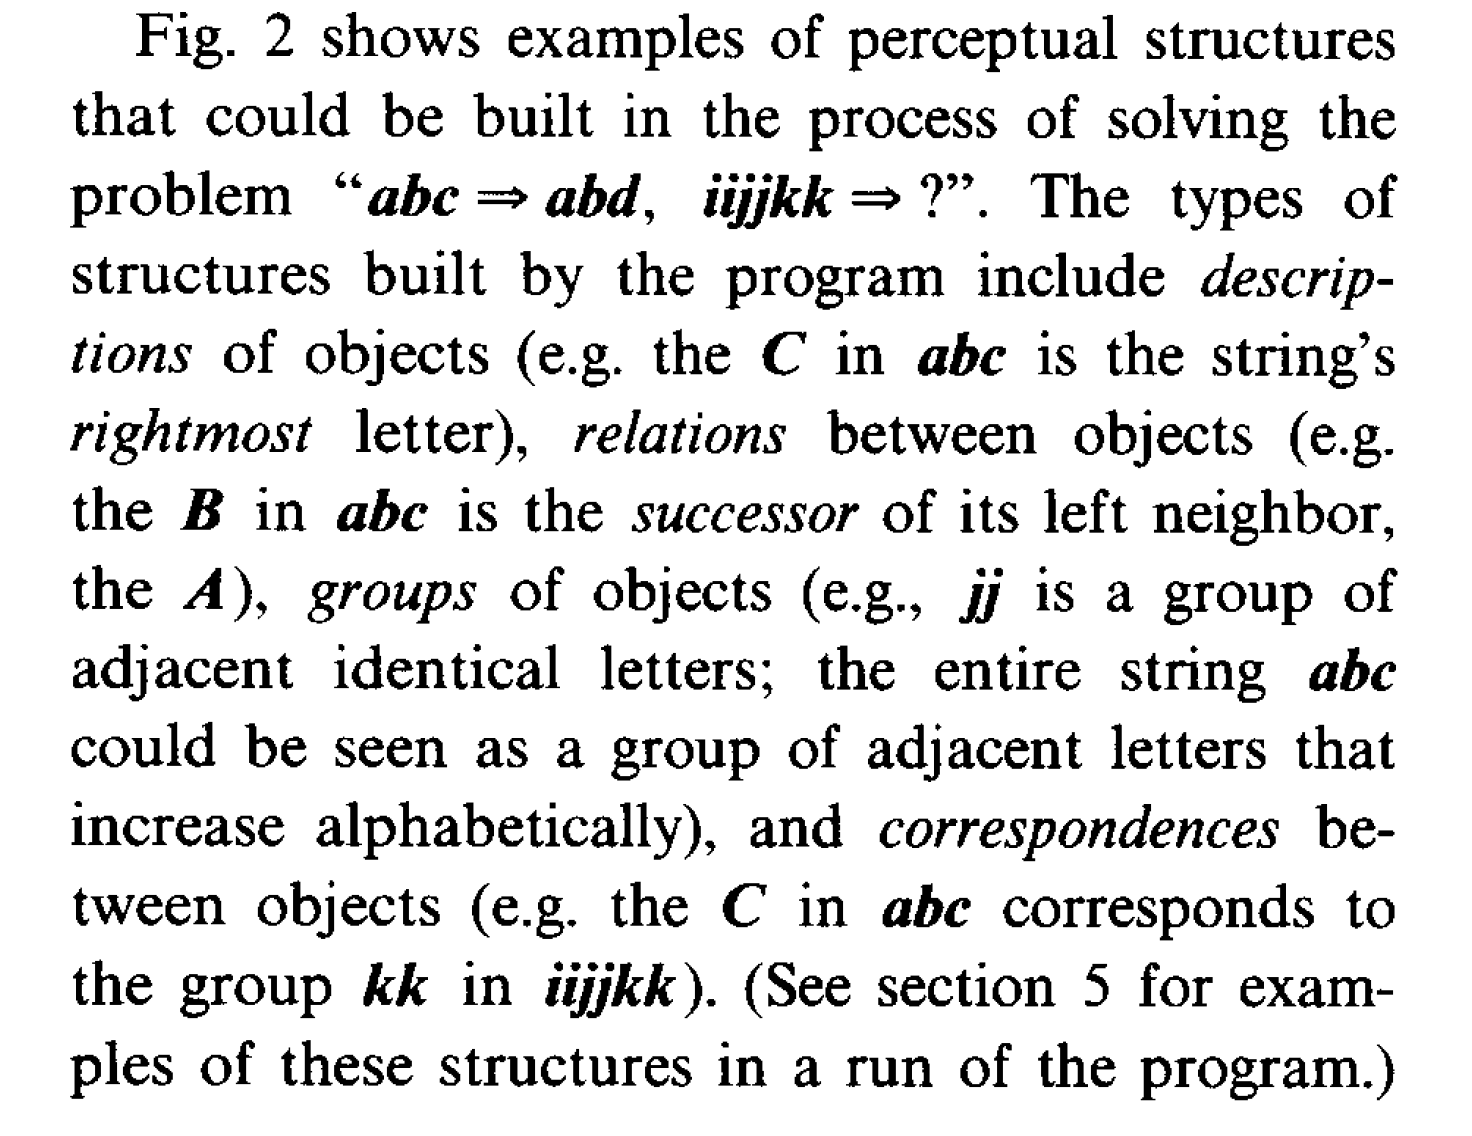 Fig. 2 shows examples of perceptual structures
that could be built in the process of solving the
problem “abc ⇒ abd, iijjkk ⇒ ?”. The types of
structures built by the program include descrip-
tions of objects (e.g. the C in abc is the string’s
rightmost letter), relations between objects (e.g.
the B in abc is the successor of its left neighbor,
the A), groups of objects (e.g., jj is a group of
adjacent identical letters; the entire string abc
could be seen as a group of adjacent letters that
increase alphabetically), and correspondences be-
tween objects (e.g. the C in abc corresponds to
the group kk in iijjkk). (See section 5 for exam-
ples of these structures in a run of the program.)